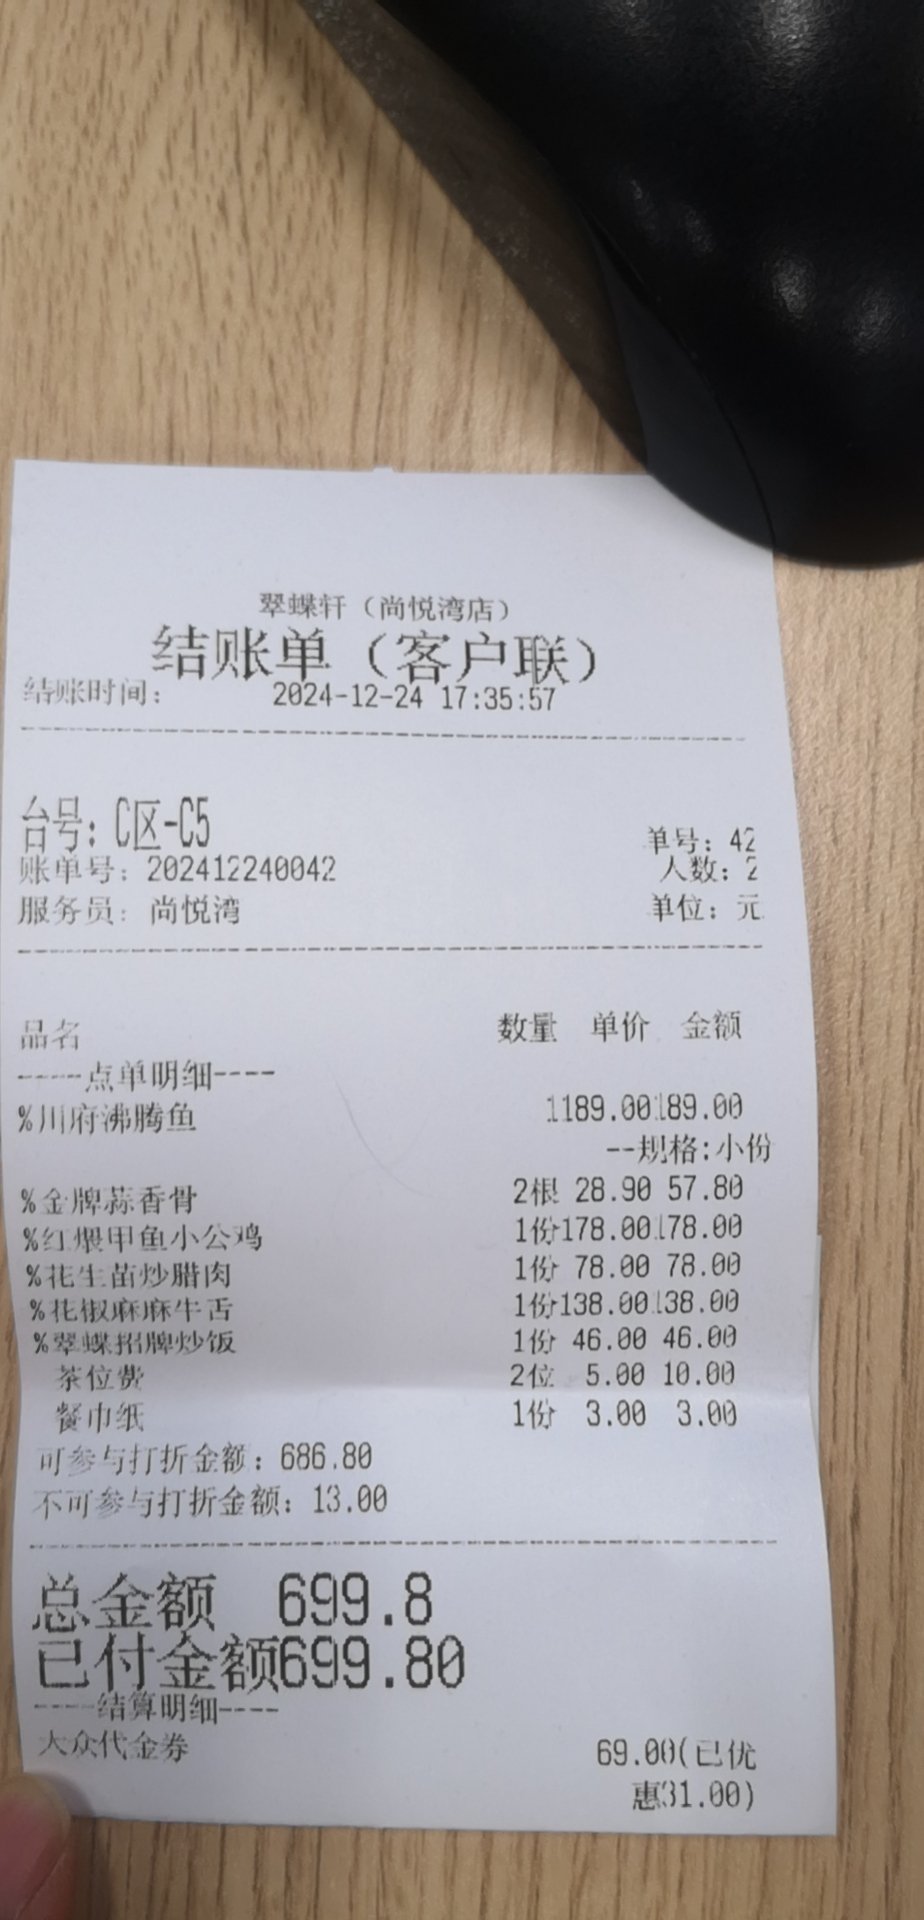 翠蝶轩（尚悦湾店）
结账单（客户联）
结账时间： 2024-12-24 17:35:57
台号：C区-C5
单号：42
账单号：202412240042
人数：2
服务员：尚悦湾
单位：元
品名 数量 单价 金额
----点单明细----
%川府沸腾鱼 1189.00189.00
--规格:小份
%金牌蒜香骨 2根 28.90 57.80
%红煨甲鱼小公鸡 1份178.00178.00
%花生苗炒腊肉 1份 78.00 78.00
%花椒麻麻牛舌 1份138.00138.00
%翠蝶招牌炒饭 1份 46.00 46.00
茶位费 2位 5.00 10.00
餐巾纸 1份 3.00 3.00
可参与打折金额：686.80
不可参与打折金额：13.00
总金额 699.8
已付金额699.80
----结算明细----
大众代金券 69.00(已优
惠31.00)